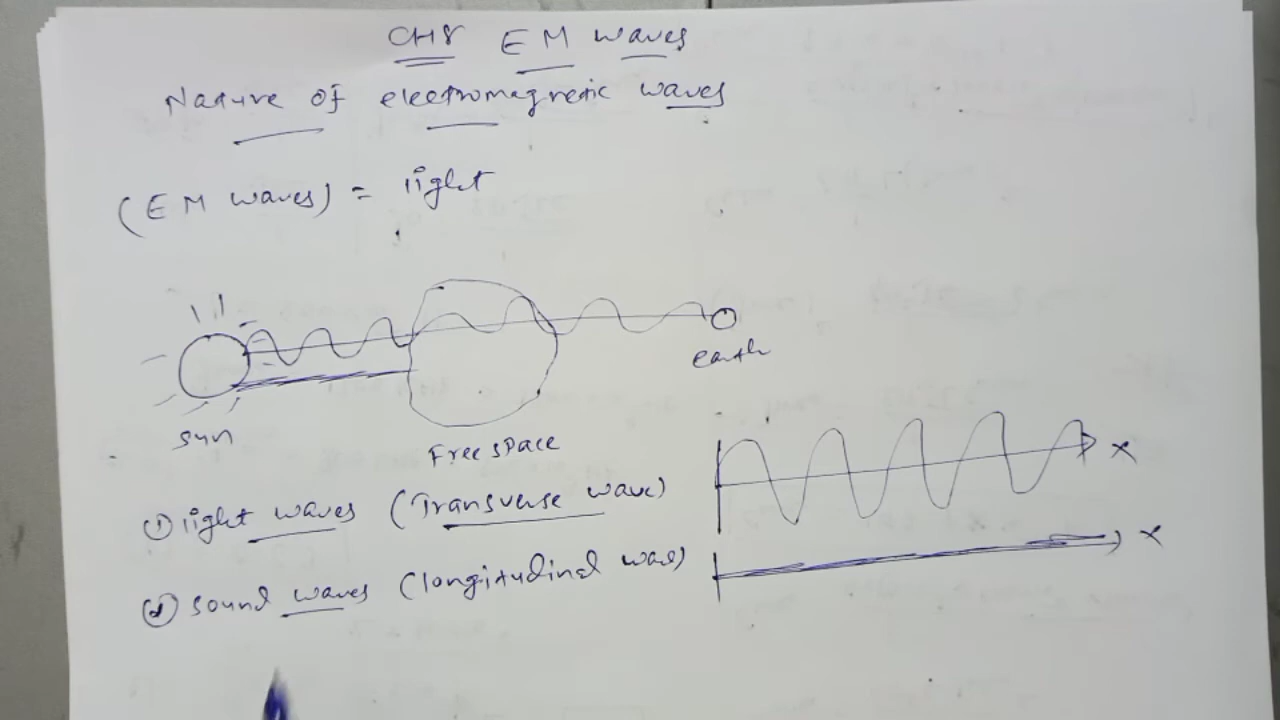 CH8 EM waves
Nature of electromagnetic waves
(EM waves) = light
earth
sun
Free space
x
① light waves (Transverse wave)
x
② sound waves (longitudinal wave)